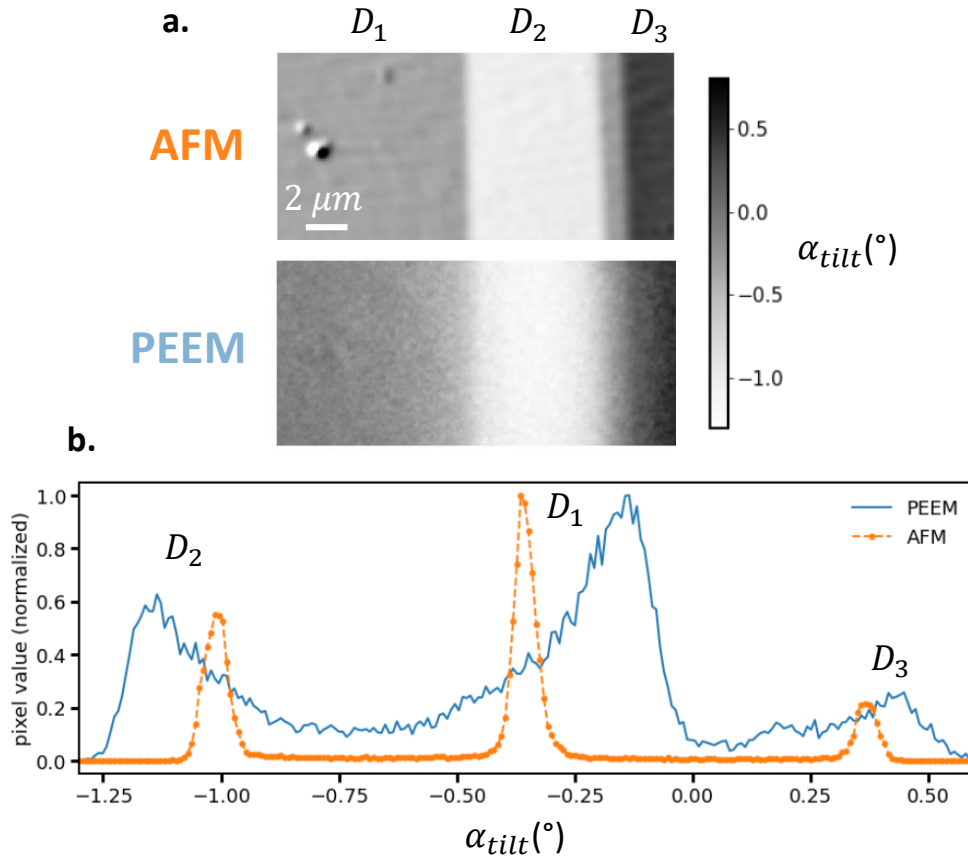 a.
D₁ D₂ D₃
AFM
2 μm
PEEM
0.5
0.0
−0.5
−1.0
α_tilt(°)
b.
D₂
D₁
D₃
PEEM
AFM
1.0
0.8
0.6
0.4
0.2
0.0
pixel value (normalized)
−1.25 −1.00 −0.75 −0.50 −0.25 0.00 0.25 0.50
α_tilt(°)